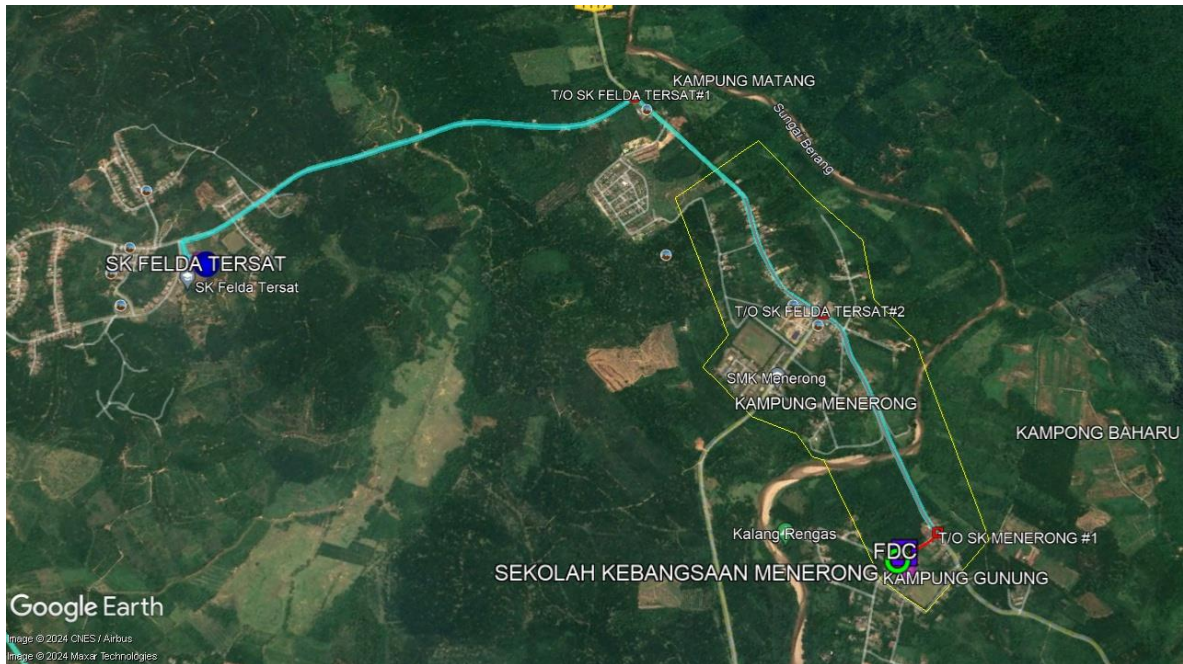 KAMPUNG MATANG
T/O SK FELDA TERSAT#1
Sungai Berang
SK FELDA TERSAT
SK Felda Tersat
T/O SK FELDA TERSAT#2
SMK Menerong
KAMPUNG MENERONG
KAMPONG BAHARU
Kalang Rengas
T/O SK MENERONG #1
FDC
SEKOLAH KEBANGSAAN MENERONG
KAMPUNG GUNUNG
Google Earth
Image © 2024 CNES / Airbus
Image © 2024 Maxar Technologies